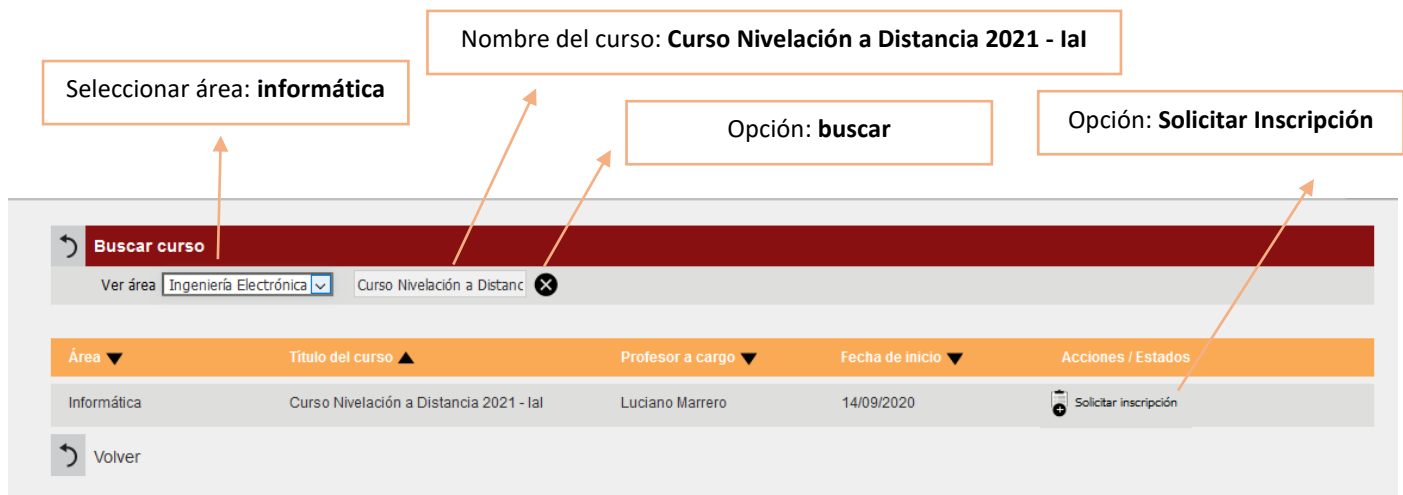 Nombre del curso: Curso Nivelación a Distancia 2021 - IaI
Seleccionar área: informática
Opción: buscar
Opción: Solicitar Inscripción
Buscar curso
Ver área Ingeniería Electrónica Curso Nivelación a Distanc
Área Título del curso Profesor a cargo Fecha de inicio Acciones / Estados
Informática Curso Nivelación a Distancia 2021 - IaI Luciano Marrero 14/09/2020 Solicitar inscripción
Volver